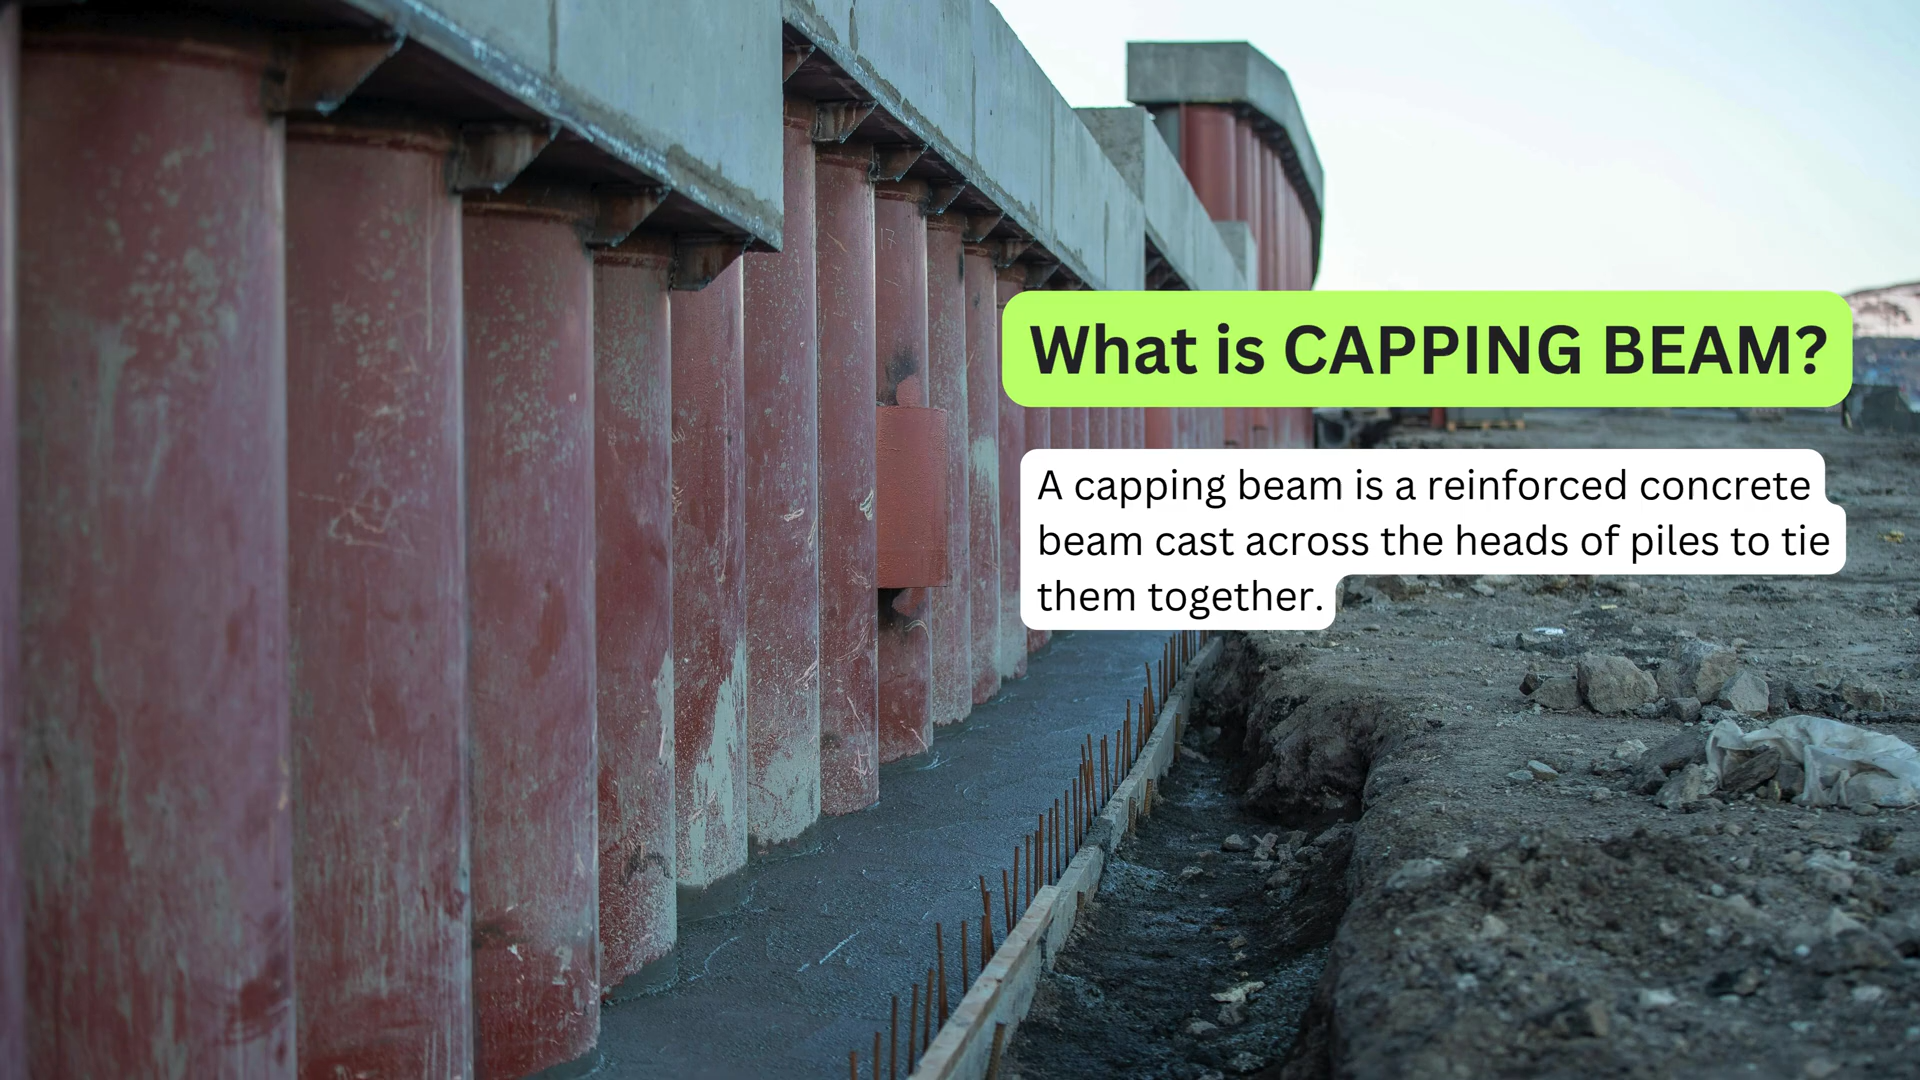 What is CAPPING BEAM?
A capping beam is a reinforced concrete
beam cast across the heads of piles to tie
them together.
17